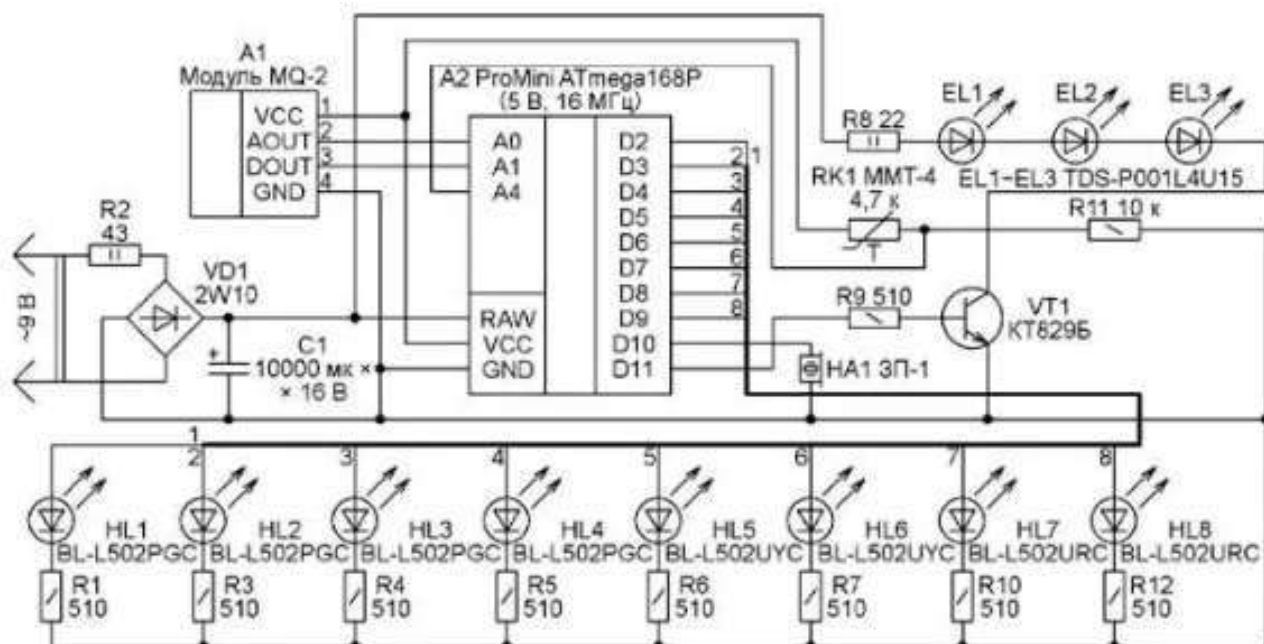 A1
Модуль MQ-2
VCC
AOUT
DOUT
GND
1
2
3
4
A2 ProMini ATmega168P
(5 В, 16 МГц)
A0
A1
A4
RAW
VCC
GND
D2
D3
D4
D5
D6
D7
D8
D9
D10
D11
1
2
3
4
5
6
7
8
EL1
EL2
EL3
R8 22
EL1–EL3 TDS-P001L4U15
RK1 ММТ-4
4,7 к
T
R11 10 к
R9 510
VT1
КТ829Б
HA1 ЗП-1
R2
43
VD1
2W10
~9 В
+
C1
10000 мк ×
× 16 В
1
2
3
4
5
6
7
8
HL1
BL-L502PGC
HL2
BL-L502PGC
HL3
BL-L502PGC
HL4
BL-L502PGC
HL5
BL-L502UYC
HL6
BL-L502UYC
HL7
BL-L502URC
HL8
BL-L502URC
R1
510
R3
510
R4
510
R5
510
R6
510
R7
510
R10
510
R12
510